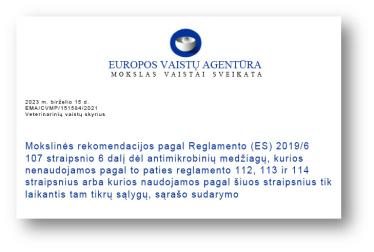 EUROPOS VAISTŲ AGENTŪRA
MOKSLAS VAISTAI SVEIKATA
2023 m. birželio 15 d.
EMA/CVMP/151584/2021
Veterinarinių vaistų skyrius
Mokslinės rekomendacijos pagal Reglamento (ES) 2019/6
107 straipsnio 6 dalį dėl antimikrobinių medžiagų, kurios
nenaudojamos pagal to paties reglamento 112, 113 ir 114
straipsnius arba kurios naudojamos pagal šiuos straipsnius tik
laikantis tam tikrų sąlygų, sąrašo sudarymo